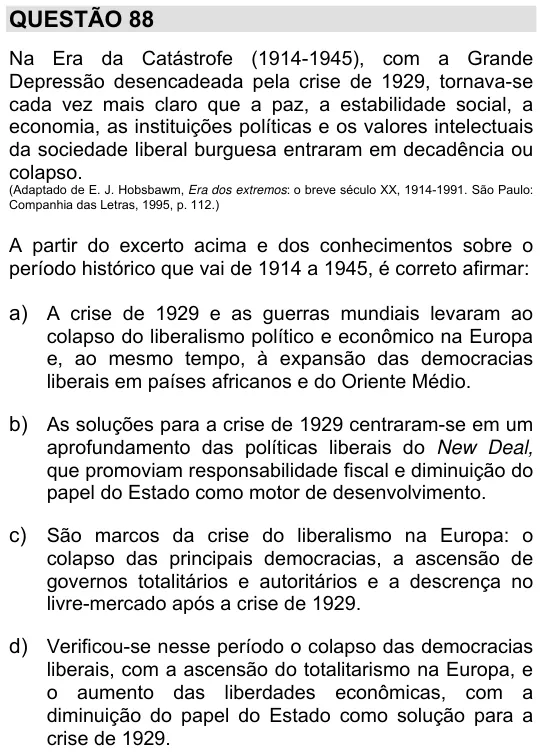 QUESTÃO 88
Na Era da Catástrofe (1914-1945), com a Grande
Depressão desencadeada pela crise de 1929, tornava-se
cada vez mais claro que a paz, a estabilidade social, a
economia, as instituições políticas e os valores intelectuais
da sociedade liberal burguesa entraram em decadência ou
colapso.
(Adaptado de E. J. Hobsbawm, Era dos extremos: o breve século XX, 1914-1991. São Paulo:
Companhia das Letras, 1995, p. 112.)
A partir do excerto acima e dos conhecimentos sobre o
período histórico que vai de 1914 a 1945, é correto afirmar:
a) A crise de 1929 e as guerras mundiais levaram ao
colapso do liberalismo político e econômico na Europa
e, ao mesmo tempo, à expansão das democracias
liberais em países africanos e do Oriente Médio.
b) As soluções para a crise de 1929 centraram-se em um
aprofundamento das políticas liberais do New Deal,
que promoviam responsabilidade fiscal e diminuição do
papel do Estado como motor de desenvolvimento.
c) São marcos da crise do liberalismo na Europa: o
colapso das principais democracias, a ascensão de
governos totalitários e autoritários e a descrença no
livre-mercado após a crise de 1929.
d) Verificou-se nesse período o colapso das democracias
liberais, com a ascensão do totalitarismo na Europa, e
o aumento das liberdades econômicas, com a
diminuição do papel do Estado como solução para a
crise de 1929.